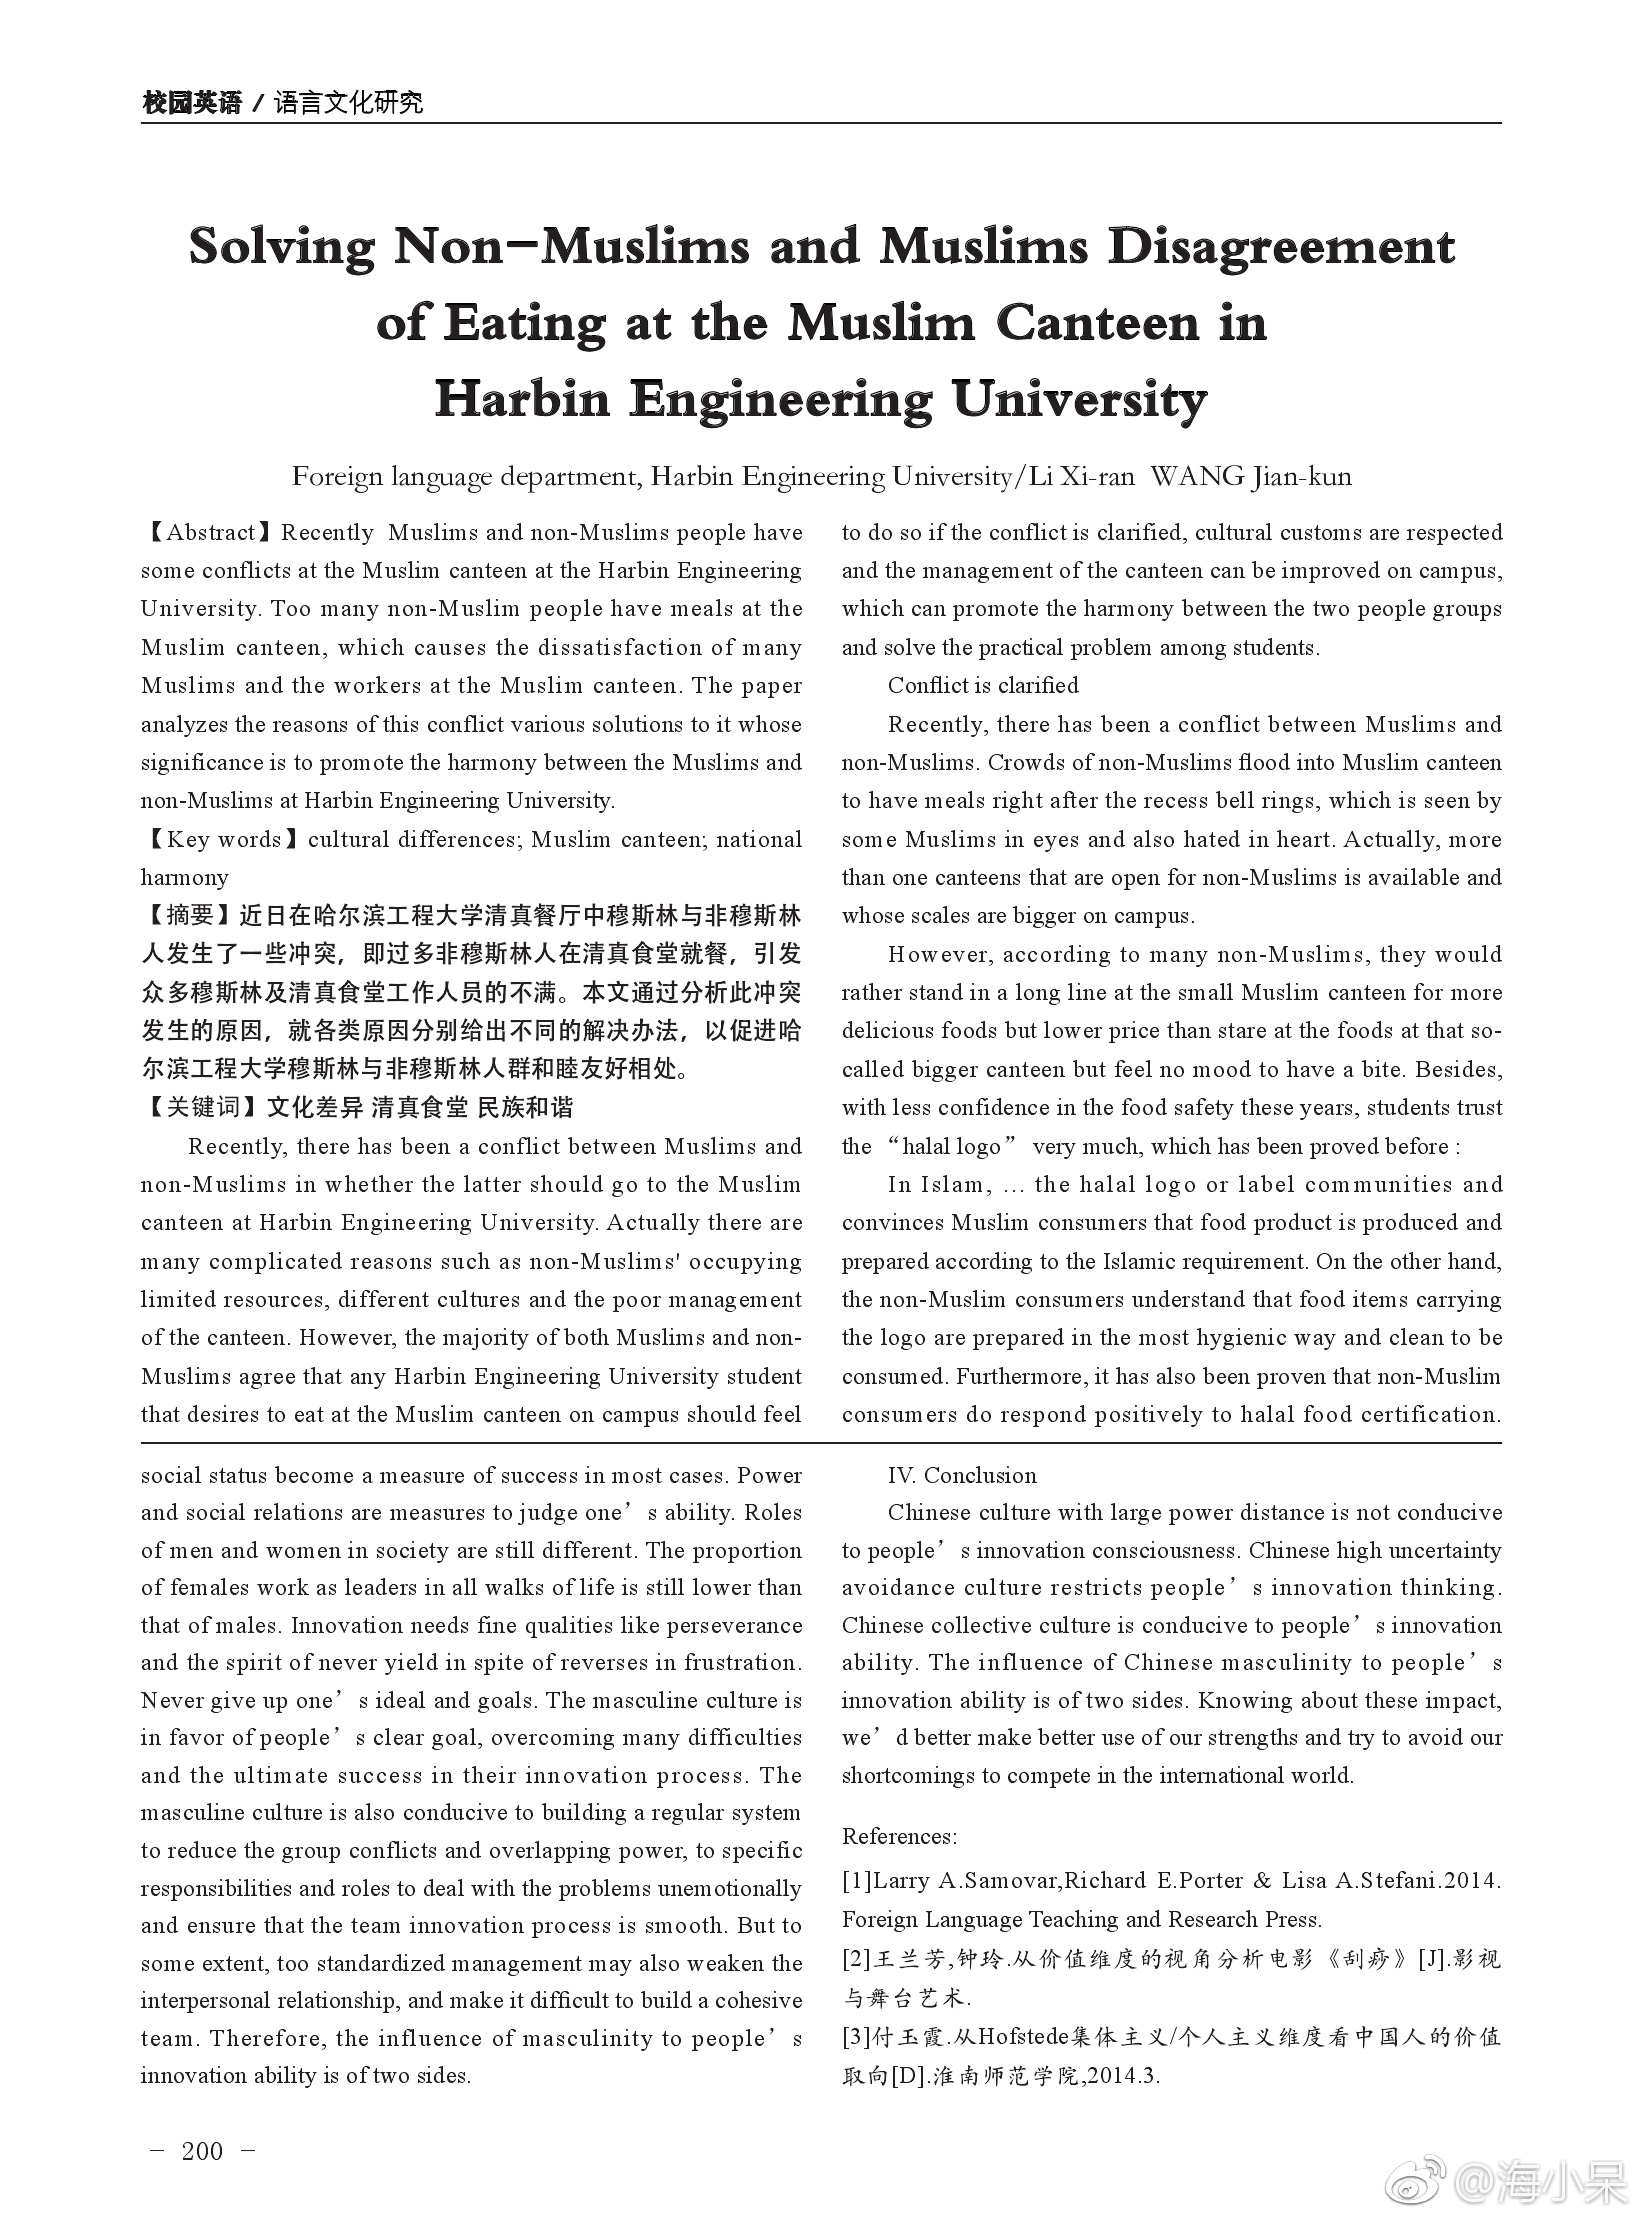 校园英语 / 语言文化研究
Solving Non-Muslims and Muslims Disagreement
of Eating at the Muslim Canteen in
Harbin Engineering University
Foreign language department, Harbin Engineering University/Li Xi-ran WANG Jian-kun
【Abstract】Recently Muslims and non-Muslims people have
some conflicts at the Muslim canteen at the Harbin Engineering
University. Too many non-Muslim people have meals at the
Muslim canteen, which causes the dissatisfaction of many
Muslims and the workers at the Muslim canteen. The paper
analyzes the reasons of this conflict various solutions to it whose
significance is to promote the harmony between the Muslims and
non-Muslims at Harbin Engineering University.
【Key words】cultural differences; Muslim canteen; national
harmony
【摘要】近日在哈尔滨工程大学清真餐厅中穆斯林与非穆斯林
人发生了一些冲突，即过多非穆斯林人在清真食堂就餐，引发
众多穆斯林及清真食堂工作人员的不满。本文通过分析此冲突
发生的原因，就各类原因分别给出不同的解决办法，以促进哈
尔滨工程大学穆斯林与非穆斯林人群和睦友好相处。
【关键词】文化差异 清真食堂 民族和谐
Recently, there has been a conflict between Muslims and
non-Muslims in whether the latter should go to the Muslim
canteen at Harbin Engineering University. Actually there are
many complicated reasons such as non-Muslims' occupying
limited resources, different cultures and the poor management
of the canteen. However, the majority of both Muslims and non-
Muslims agree that any Harbin Engineering University student
that desires to eat at the Muslim canteen on campus should feel
to do so if the conflict is clarified, cultural customs are respected
and the management of the canteen can be improved on campus,
which can promote the harmony between the two people groups
and solve the practical problem among students.
Conflict is clarified
Recently, there has been a conflict between Muslims and
non-Muslims. Crowds of non-Muslims flood into Muslim canteen
to have meals right after the recess bell rings, which is seen by
some Muslims in eyes and also hated in heart. Actually, more
than one canteens that are open for non-Muslims is available and
whose scales are bigger on campus.
However, according to many non-Muslims, they would
rather stand in a long line at the small Muslim canteen for more
delicious foods but lower price than stare at the foods at that so-
called bigger canteen but feel no mood to have a bite. Besides,
with less confidence in the food safety these years, students trust
the “halal logo” very much, which has been proved before :
In Islam, ... the halal logo or label communities and
convinces Muslim consumers that food product is produced and
prepared according to the Islamic requirement. On the other hand,
the non-Muslim consumers understand that food items carrying
the logo are prepared in the most hygienic way and clean to be
consumed. Furthermore, it has also been proven that non-Muslim
consumers do respond positively to halal food certification.
social status become a measure of success in most cases. Power
and social relations are measures to judge one’s ability. Roles
of men and women in society are still different. The proportion
of females work as leaders in all walks of life is still lower than
that of males. Innovation needs fine qualities like perseverance
and the spirit of never yield in spite of reverses in frustration.
Never give up one’s ideal and goals. The masculine culture is
in favor of people’s clear goal, overcoming many difficulties
and the ultimate success in their innovation process. The
masculine culture is also conducive to building a regular system
to reduce the group conflicts and overlapping power, to specific
responsibilities and roles to deal with the problems unemotionally
and ensure that the team innovation process is smooth. But to
some extent, too standardized management may also weaken the
interpersonal relationship, and make it difficult to build a cohesive
team. Therefore, the influence of masculinity to people’s
innovation ability is of two sides.
IV. Conclusion
Chinese culture with large power distance is not conducive
to people’s innovation consciousness. Chinese high uncertainty
avoidance culture restricts people’s innovation thinking.
Chinese collective culture is conducive to people’s innovation
ability. The influence of Chinese masculinity to people’s
innovation ability is of two sides. Knowing about these impact,
we’d better make better use of our strengths and try to avoid our
shortcomings to compete in the international world.
References:
[1]Larry A.Samovar,Richard E.Porter & Lisa A.Stefani.2014.
Foreign Language Teaching and Research Press.
[2]王兰芳,钟玲.从价值维度的视角分析电影《刮痧》[J].影视
与舞台艺术.
[3]付玉霞.从Hofstede集体主义/个人主义维度看中国人的价值
取向[D].淮南师范学院,2014.3.
- 200 -
@海小呆